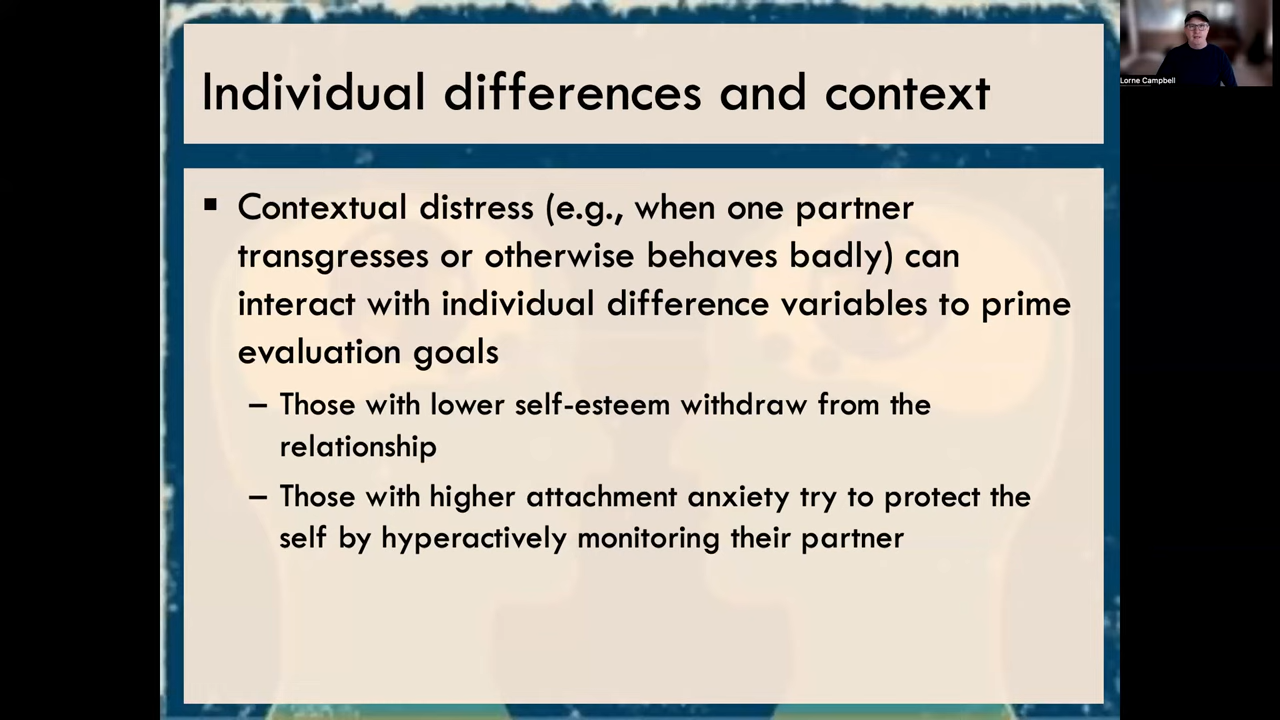 Individual differences and context
Lorne Campbell
▪ Contextual distress (e.g., when one partner
transgresses or otherwise behaves badly) can
interact with individual difference variables to prime
evaluation goals
– Those with lower self-esteem withdraw from the
relationship
– Those with higher attachment anxiety try to protect the
self by hyperactively monitoring their partner